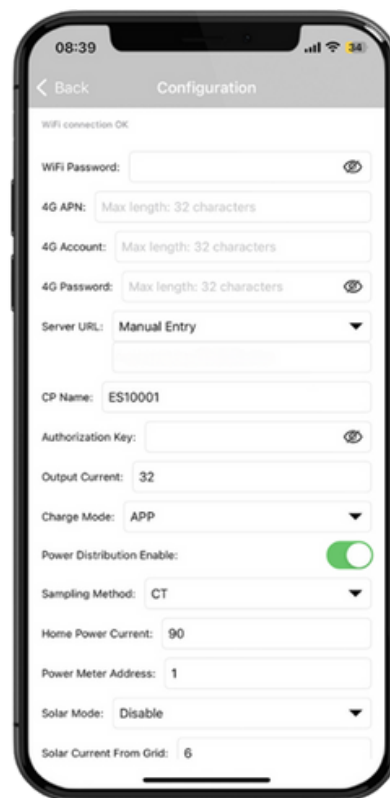 08:39
34
Back Configuration
WiFi connection OK
WiFi Password:
4G APN: Max length: 32 characters
4G Account: Max length: 32 characters
4G Password: Max length: 32 characters
Server URL: Manual Entry
CP Name: ES10001
Authorization Key:
Output Current: 32
Charge Mode: APP
Power Distribution Enable:
Sampling Method: CT
Home Power Current: 90
Power Meter Address: 1
Solar Mode: Disable
Solar Current From Grid: 6